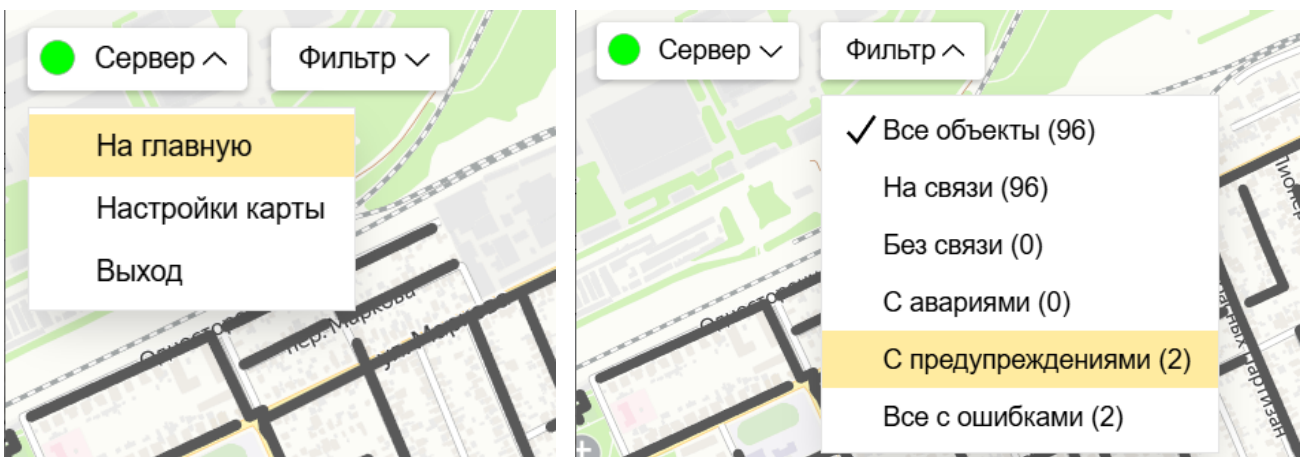 Сервер
Фильтр
На главную
Настройки карты
Выход
пер. Маркова
Сервер
Фильтр
Все объекты (96)
На связи (96)
Без связи (0)
С авариями (0)
С предупреждениями (2)
Все с ошибками (2)